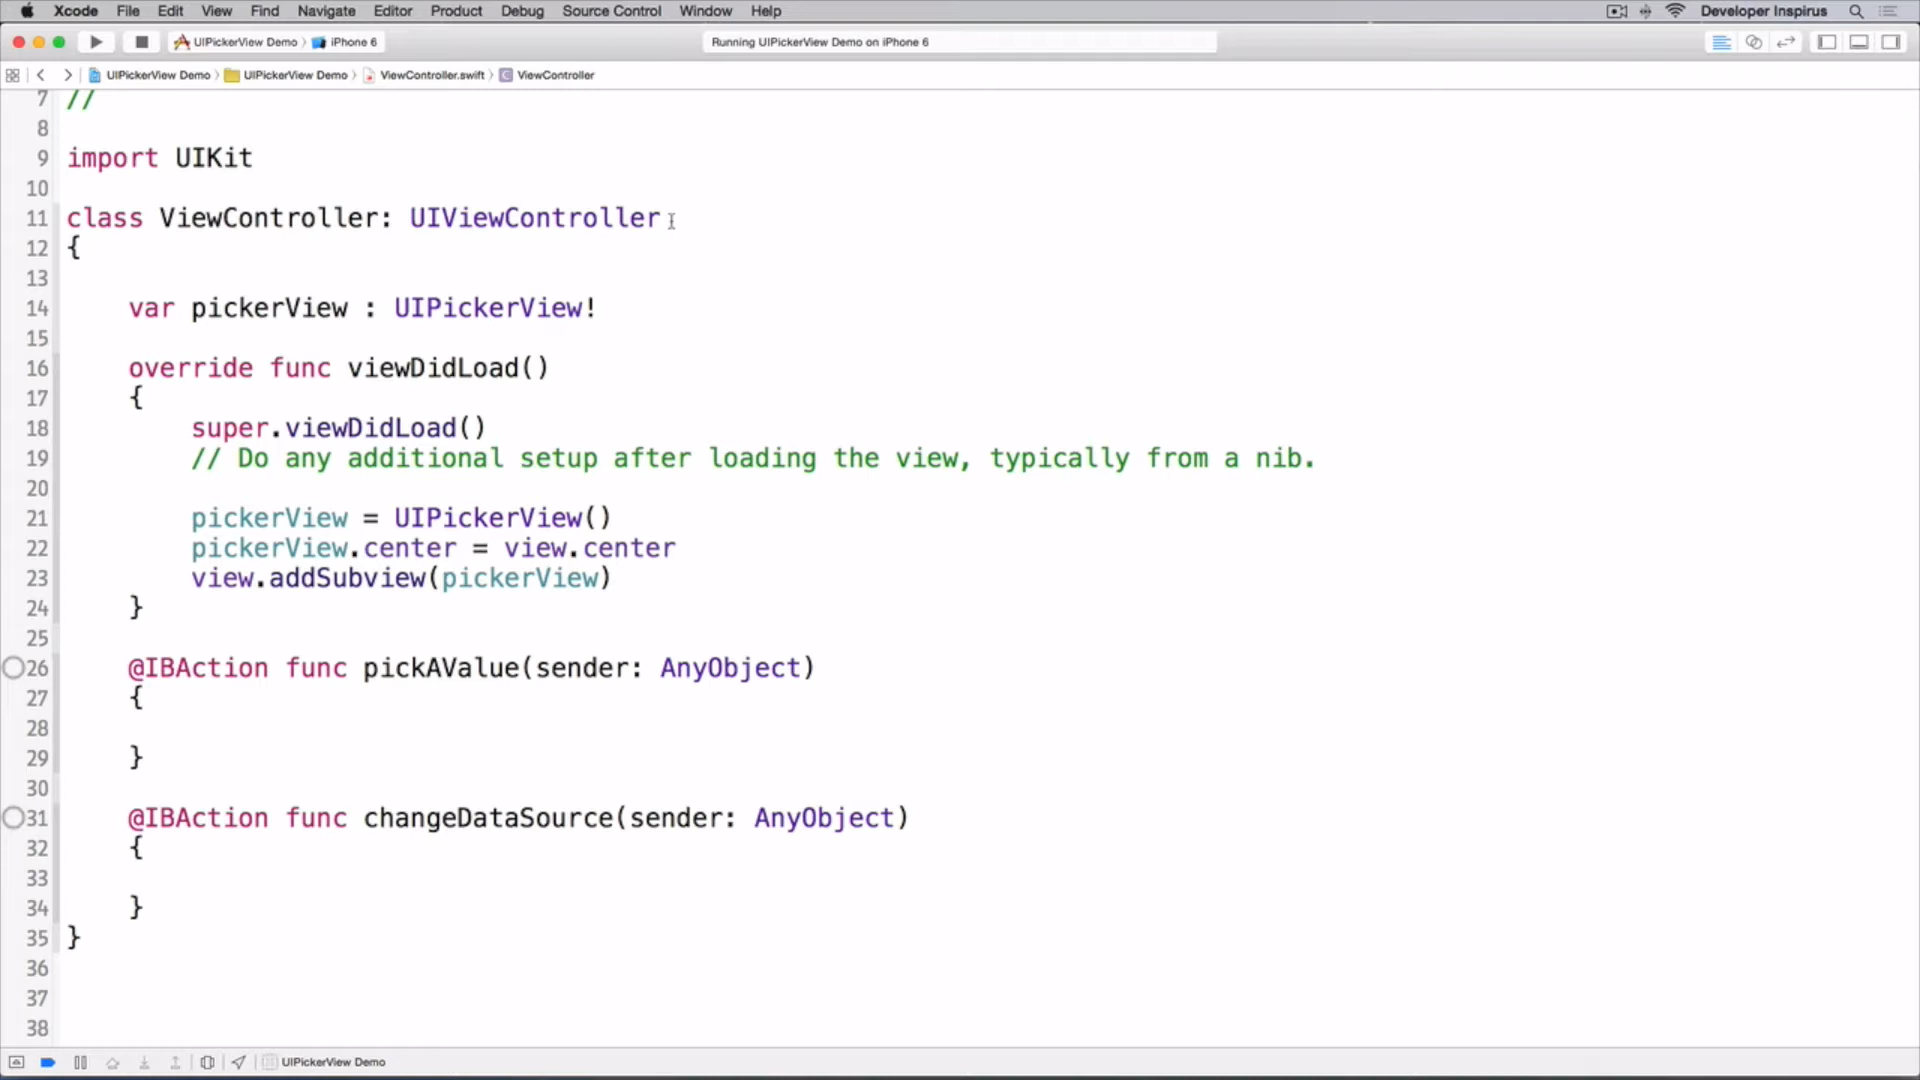 Xcode File Edit View Find Navigate Editor Product Debug Source Control Window Help Developer Inspirus
UIPickerView Demo iPhone 6 Running UIPickerView Demo on iPhone 6
UIPickerView Demo UIPickerView Demo ViewController.swift C ViewController
7 //
8
9 import UIKit
10
11 class ViewController: UIViewController
12 {
13
14 var pickerView : UIPickerView!
15
16 override func viewDidLoad()
17 {
18 super.viewDidLoad()
19 // Do any additional setup after loading the view, typically from a nib.
20
21 pickerView = UIPickerView()
22 pickerView.center = view.center
23 view.addSubview(pickerView)
24 }
25
26 @IBAction func pickAValue(sender: AnyObject)
27 {
28
29 }
30
31 @IBAction func changeDataSource(sender: AnyObject)
32 {
33
34 }
35 }
36
37
38
UIPickerView Demo